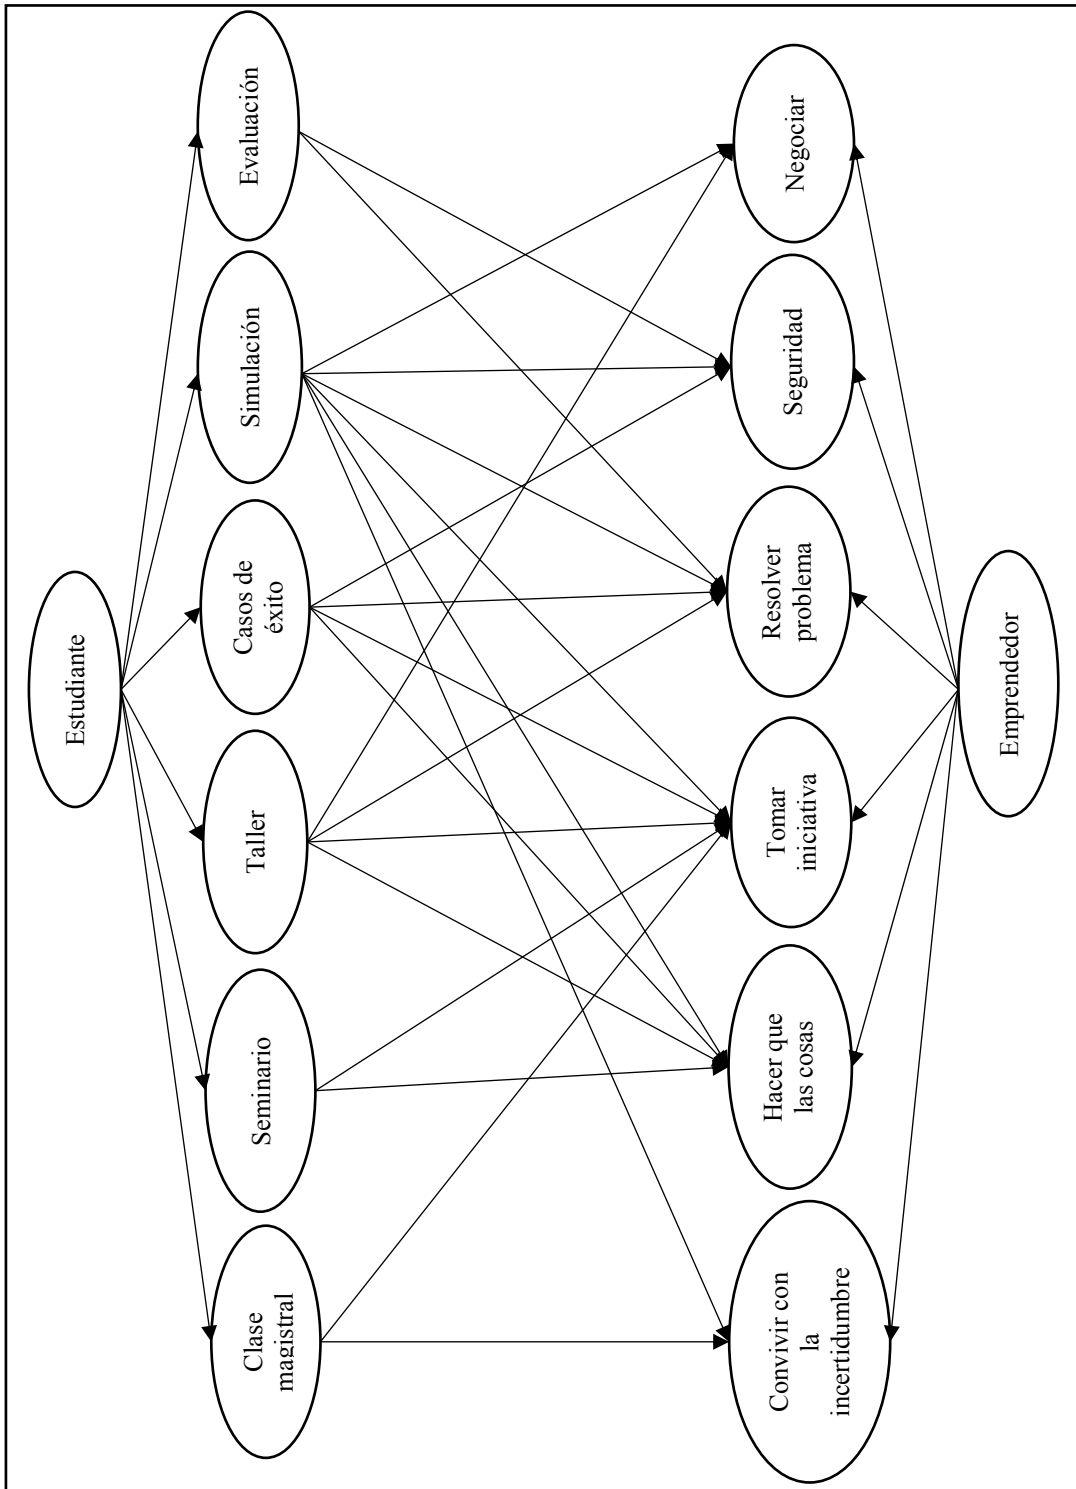 Estudiante
Clase
magistral
Seminario
Taller
Casos de
éxito
Simulación
Evaluación
Convivir con
la
incertidumbre
Hacer que
las cosas
Tomar
iniciativa
Resolver
problema
Seguridad
Negociar
Emprendedor